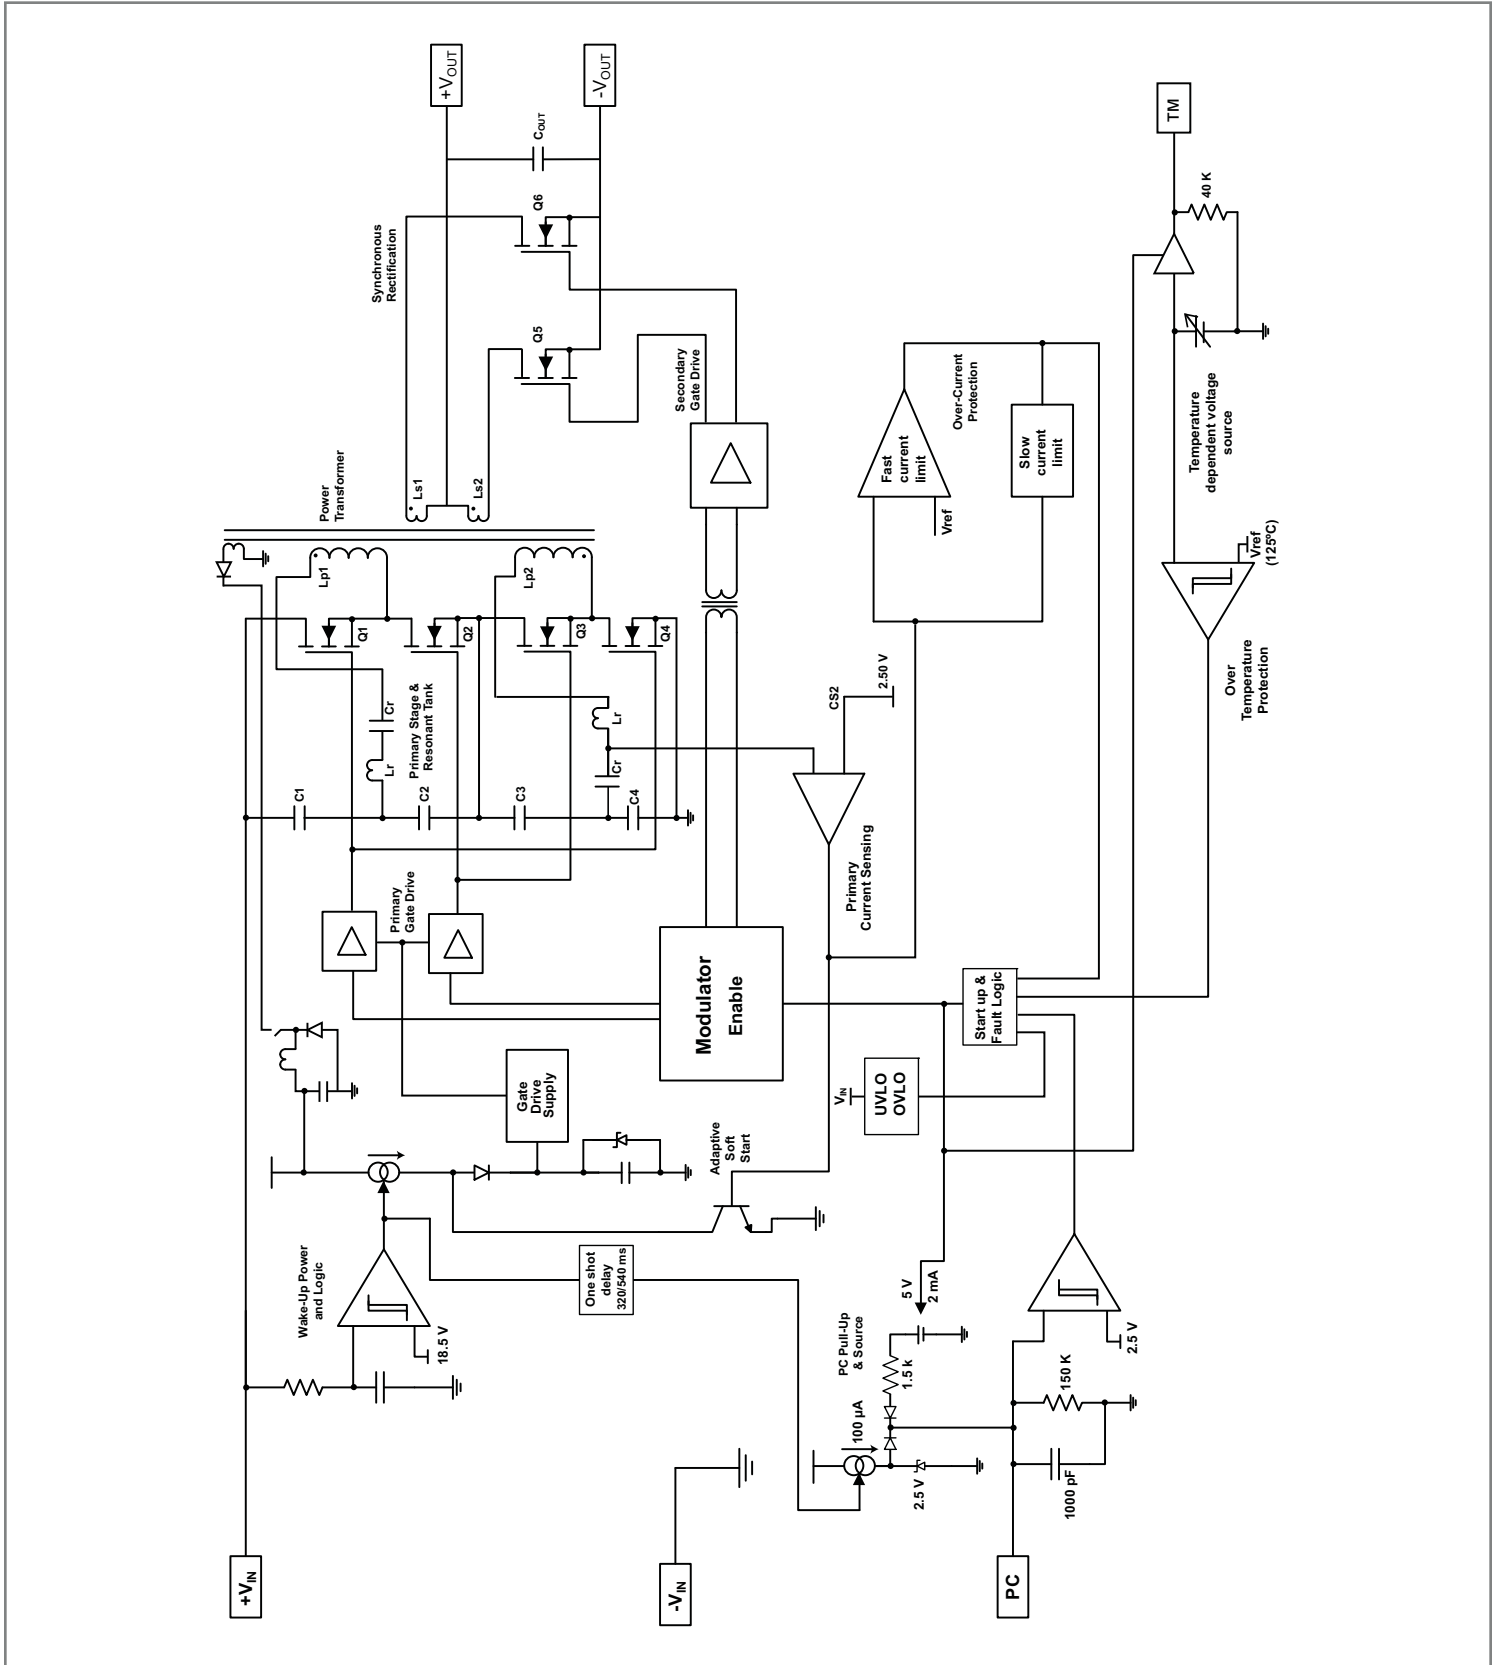 +VOUT
-VOUT
COUT
Q6
Synchronous
Rectification
Q5
Secondary
Gate Drive
Power
Transformer
Ls1
Ls2
Lp1
Lp2
Q1
Q2
Q3
Q4
Cr
Lr
Primary Stage &
Resonant Tank
Lr
Cr
C1
C2
C3
C4
Primary
Gate Drive
Modulator
Enable
Gate
Drive
Supply
Wake-Up Power
and Logic
18.5 V
One shot
delay
320/540 ms
Adaptive
Soft
Start
Primary
Current Sensing
CS2
2.50 V
Fast
current
limit
Vref
Over-Current
Protection
Slow
current
limit
Start up &
Fault Logic
VIN
UVLO
OVLO
5 V
2 mA
PC Pull-Up
& Source
1.5 k
100 µA
2.5 V
2.5 V
150 K
1000 pF
TM
40 K
Temperature
dependent voltage
source
Vref
(125ºC)
Over
Temperature
Protection
+VIN
-VIN
PC